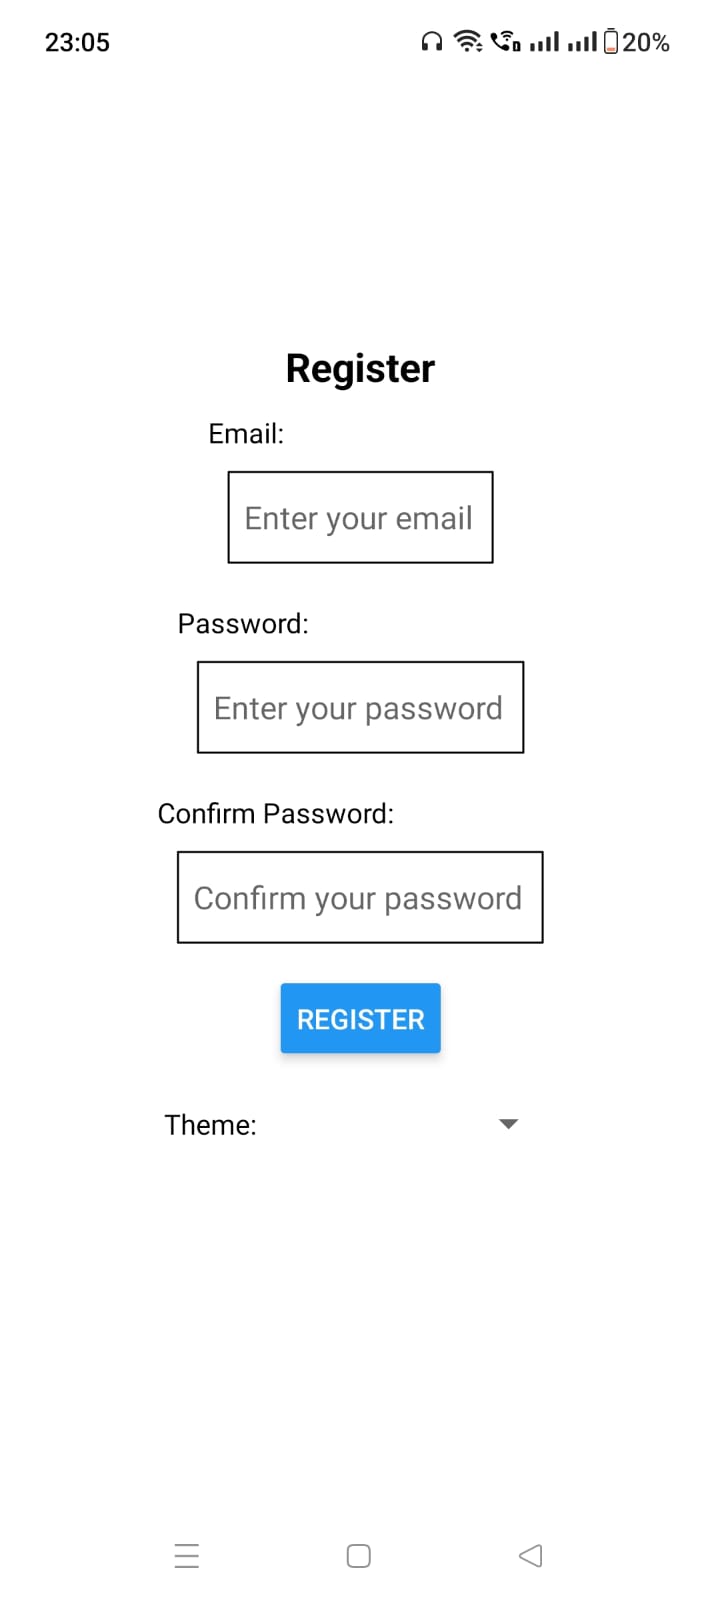 23:05 20%
Register
Email:
Enter your email
Password:
Enter your password
Confirm Password:
Confirm your password
REGISTER
Theme: